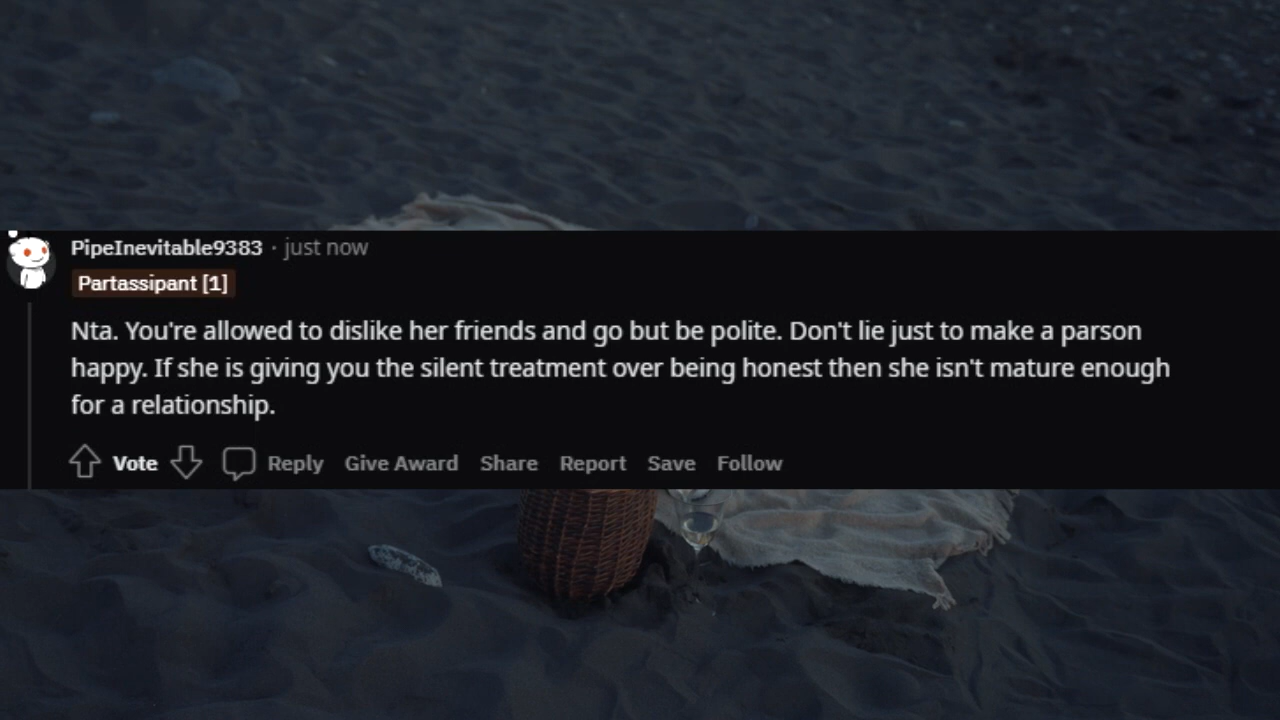 PipeInevitable9383 · just now
Partassipant [1]
Nta. You're allowed to dislike her friends and go but be polite. Don't lie just to make a parson
happy. If she is giving you the silent treatment over being honest then she isn't mature enough
for a relationship.
Vote Reply Give Award Share Report Save Follow